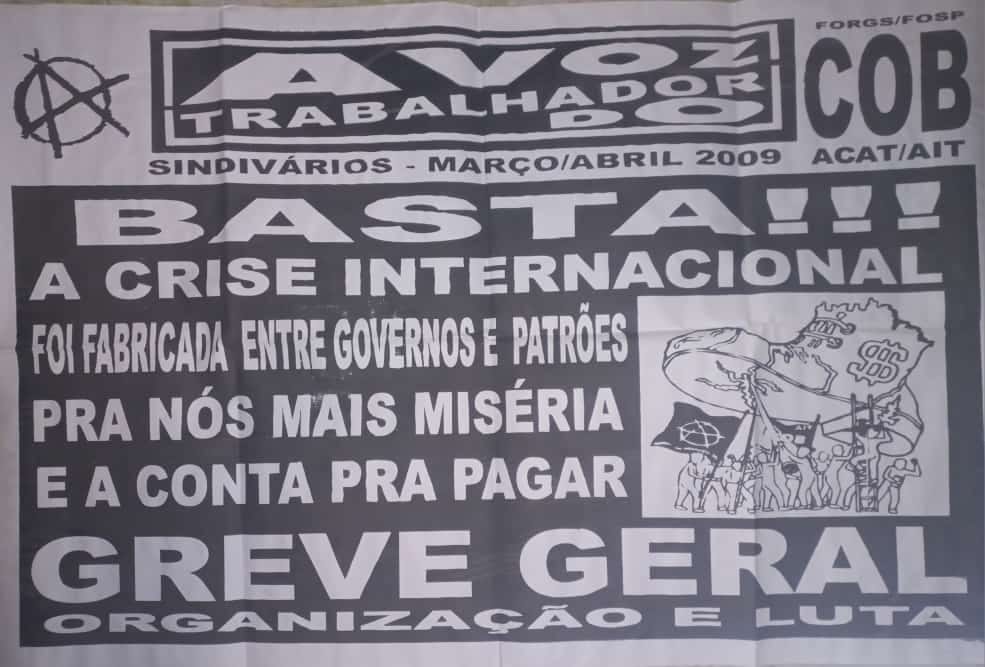 A VOZ
DO
TRABALHADOR
FORGS/FOSP
COB
ACAT/AIT
SINDIVÁRIOS - MARÇO/ABRIL 2009
BASTA!!!
A CRISE INTERNACIONAL
FOI FABRICADA ENTRE GOVERNOS E PATRÕES
PRA NÓS MAIS MISÉRIA
E A CONTA PRA PAGAR
GREVE GERAL
ORGANIZAÇÃO E LUTA